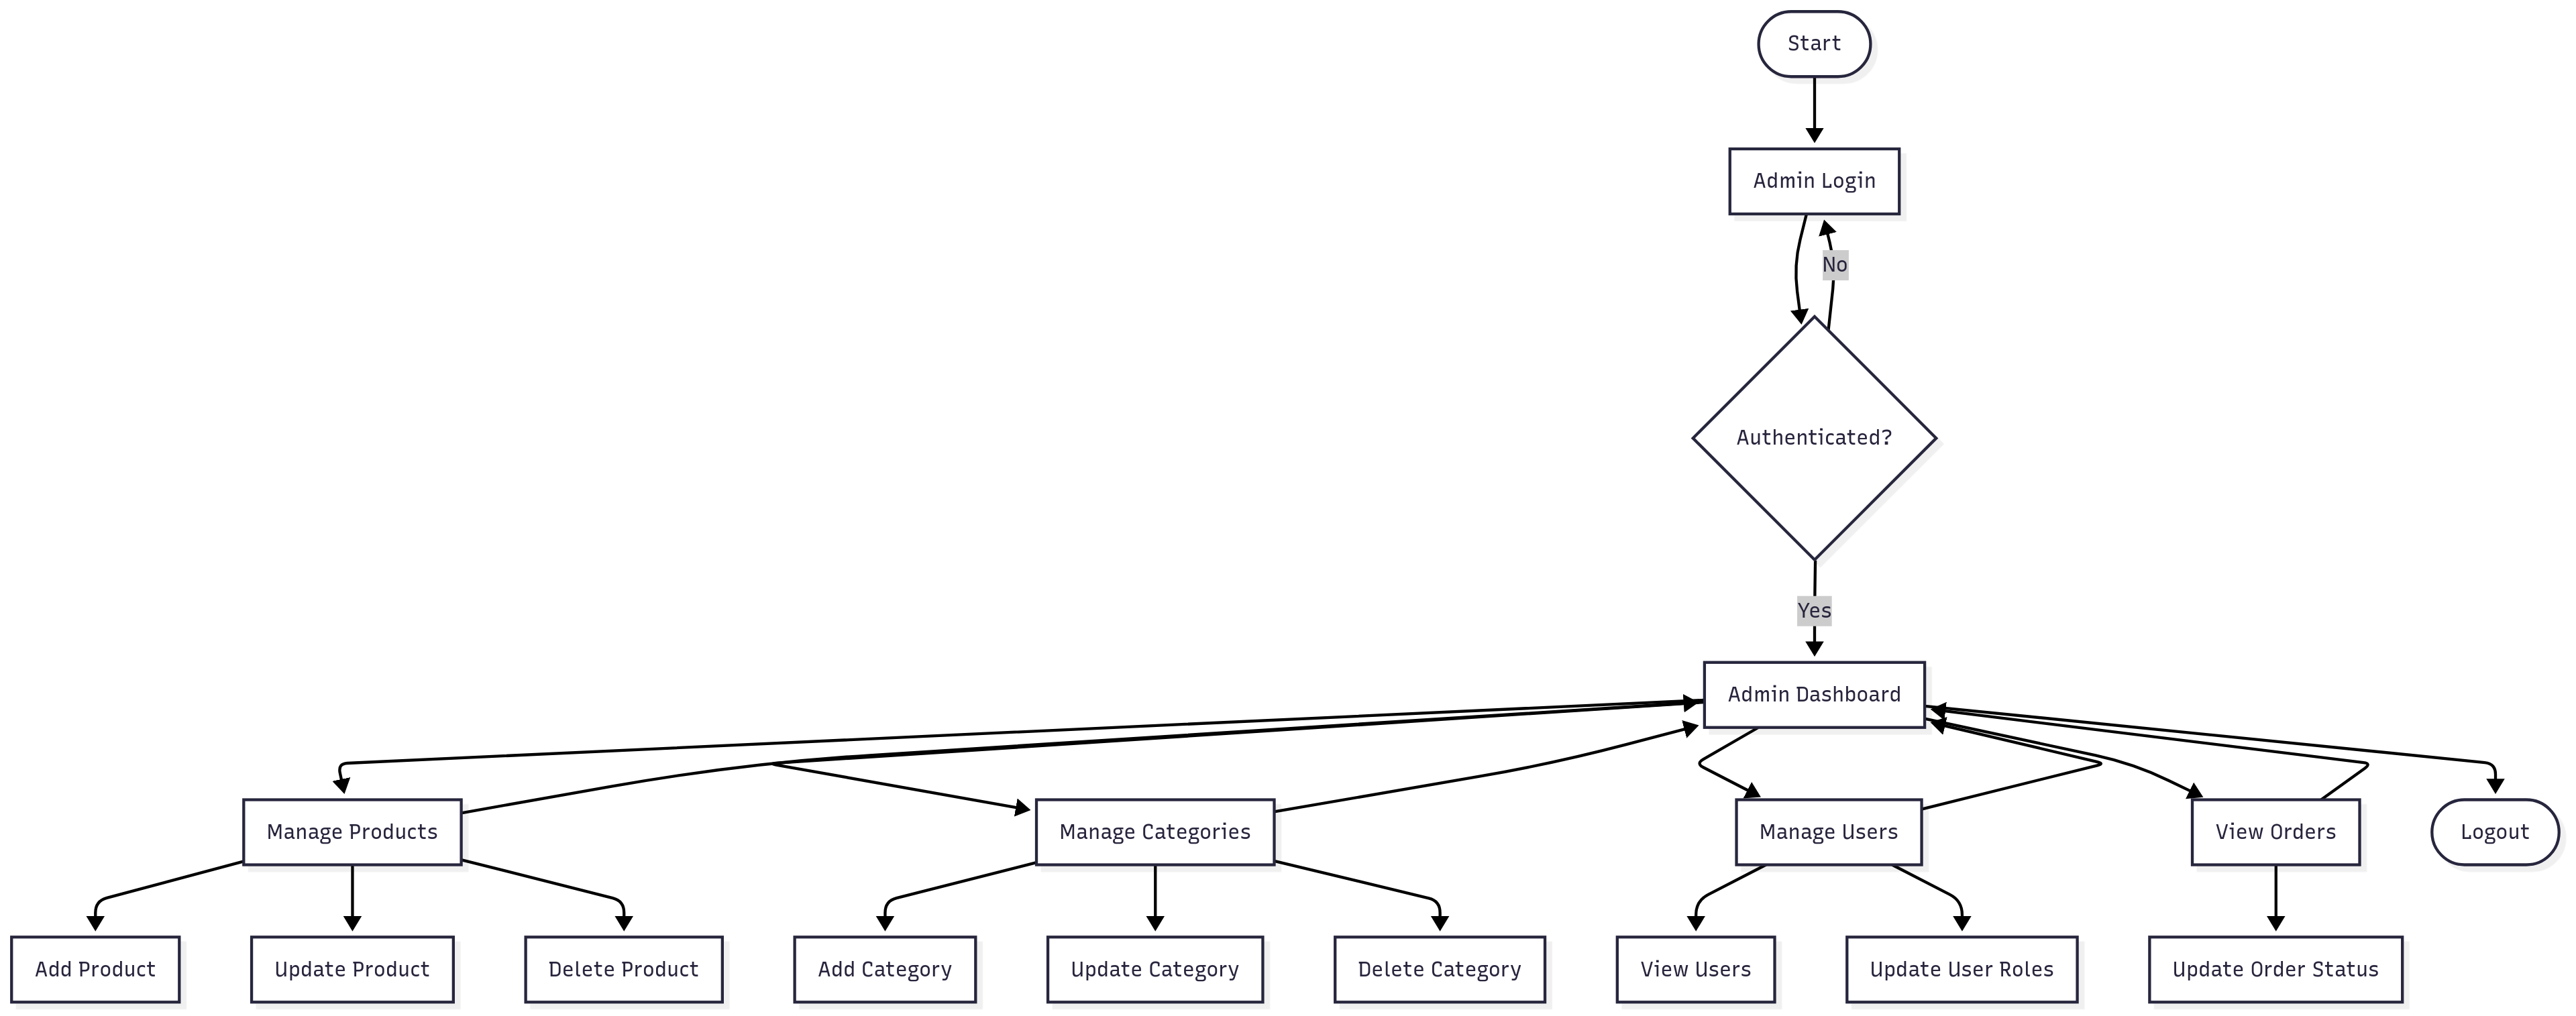 Start
Admin Login
No
Authenticated?
Yes
Admin Dashboard
Manage Products
Manage Categories
Manage Users
View Orders
Logout
Add Product
Update Product
Delete Product
Add Category
Update Category
Delete Category
View Users
Update User Roles
Update Order Status